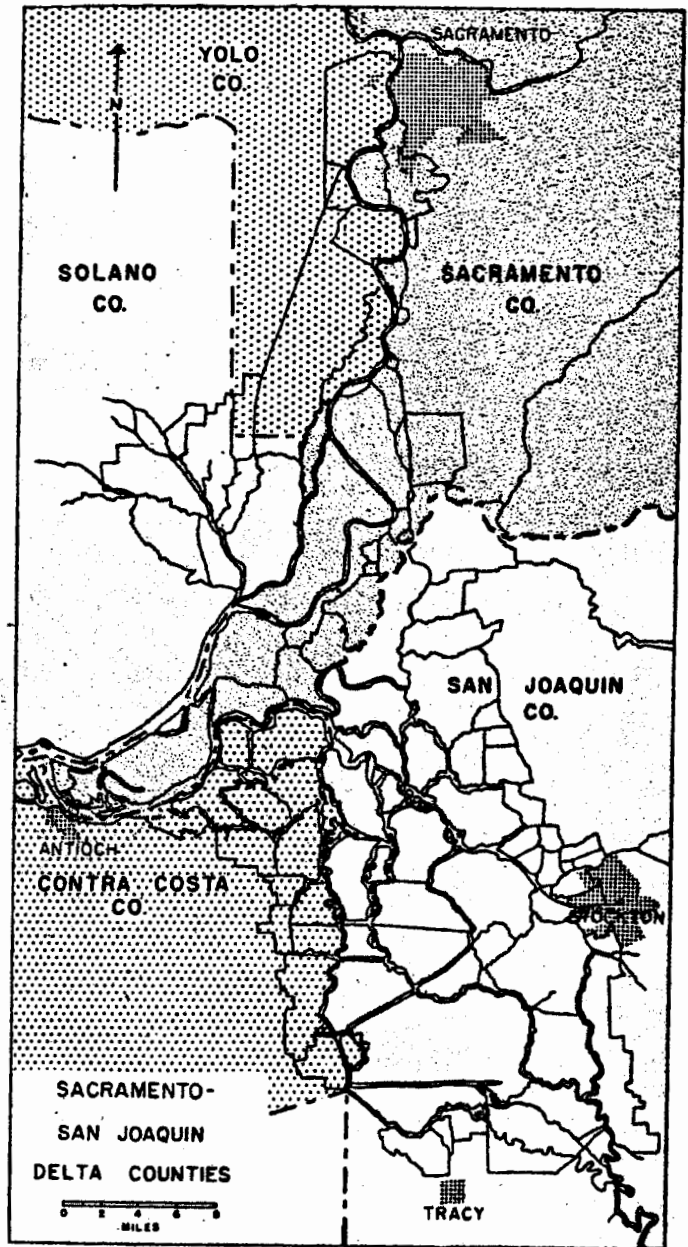 YOLO
CO.
SACRAMENTO
N
SOLANO
CO.
SACRAMENTO
CO.
SAN JOAQUIN
CO.
ANTIOCH
CONTRA COSTA
CO.
STOCKTON
SACRAMENTO-
SAN JOAQUIN
DELTA COUNTIES
0 2 4 6 8
MILES
TRACY